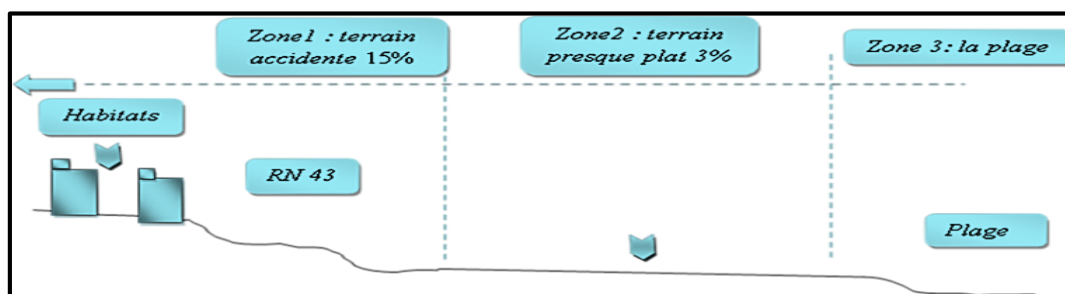 Zone1 : terrain
accidente 15%
Zone2 : terrain
presque plat 3%
Zone 3: la plage
Habitats
RN 43
Plage